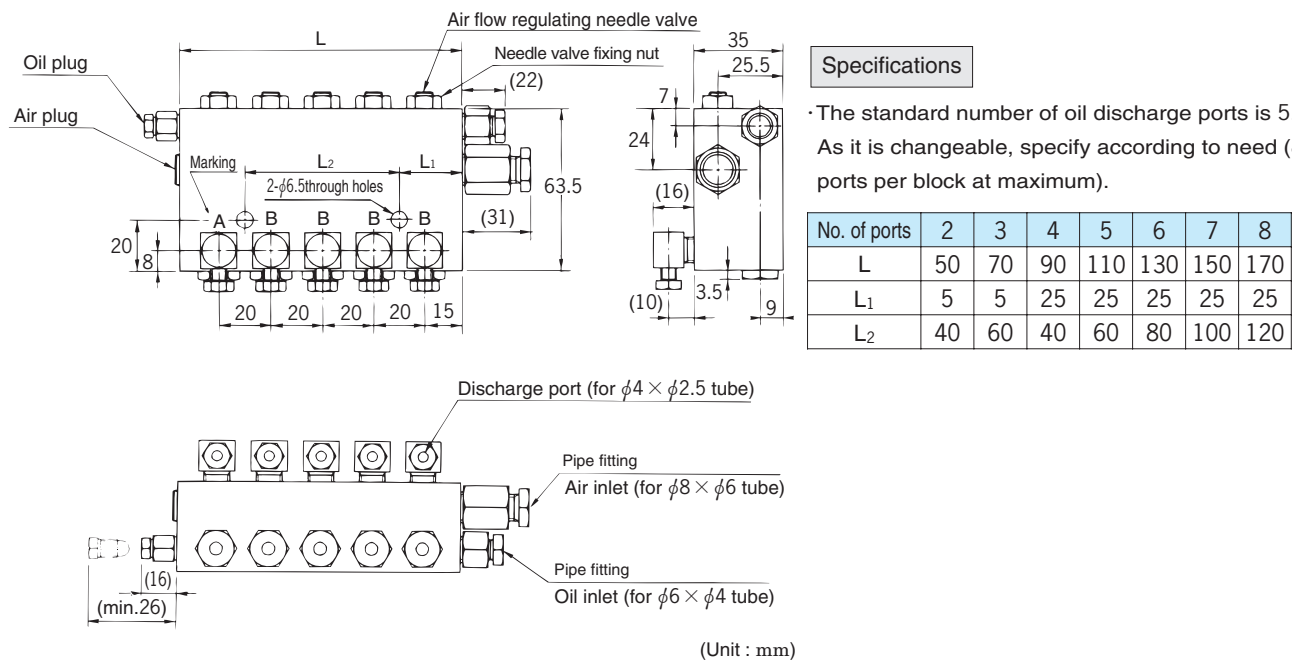 Air flow regulating needle valve
L
Needle valve fixing nut
(22)
Oil plug
Air plug
Marking
L2
L1
2-φ6.5through holes
63.5
A B B B B
(31)
20
8
20 20 20 20 15
35
25.5
7
24
(16)
(10)
3.5
9
Specifications
·The standard number of oil discharge ports is 5
As it is changeable, specify according to need (
ports per block at maximum).
No. of ports 2 3 4 5 6 7 8
L 50 70 90 110 130 150 170
L1 5 5 25 25 25 25 25
L2 40 60 40 60 80 100 120
Discharge port (for φ4×φ2.5 tube)
Pipe fitting
Air inlet (for φ8×φ6 tube)
Pipe fitting
Oil inlet (for φ6×φ4 tube)
(16)
(min.26)
(Unit : mm)